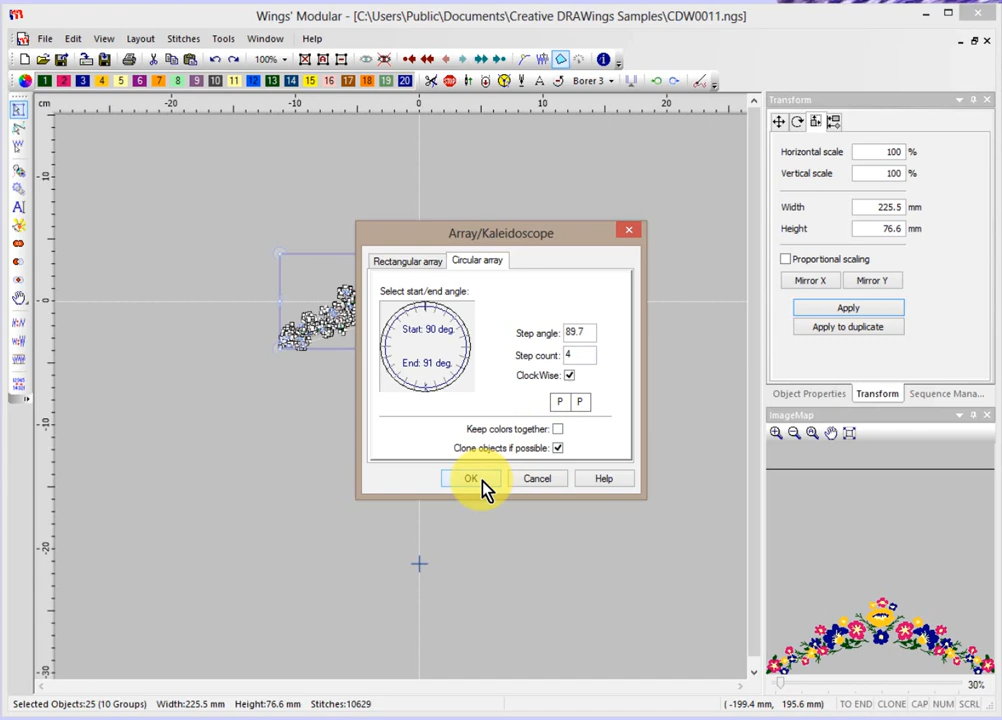 Wings' Modular - [C:\Users\Public\Documents\Creative DRAWings Samples\CDW0011.ngs]
File Edit View Layout Stitches Tools Window Help
100%
1 2 3 4 5 6 7 8 9 10 11 12 13 14 15 16 17 18 19 20 Borer 3
cm -20 -10 0 10 20
-10
0
-10
-20
-30
Array/Kaleidoscope
Rectangular array Circular array
Select start/end angle:
Start: 90 deg.
End: 91 deg.
Step angle: 89.7
Step count: 4
ClockWise:
P P
Keep colors together:
Clone objects if possible:
OK Cancel Help
Transform
Horizontal scale 100 %
Vertical scale 100 %
Width 225.5 mm
Height 76.6 mm
Proportional scaling
Mirror X Mirror Y
Apply
Apply to duplicate
Object Properties Transform Sequence Mana...
ImageMap
30%
Selected Objects:25 (10 Groups) Width:225.5 mm Height:76.6 mm Stitches:10629 ( -199.4 mm, 195.6 mm) TO END CLONE CAP NUM SCRL